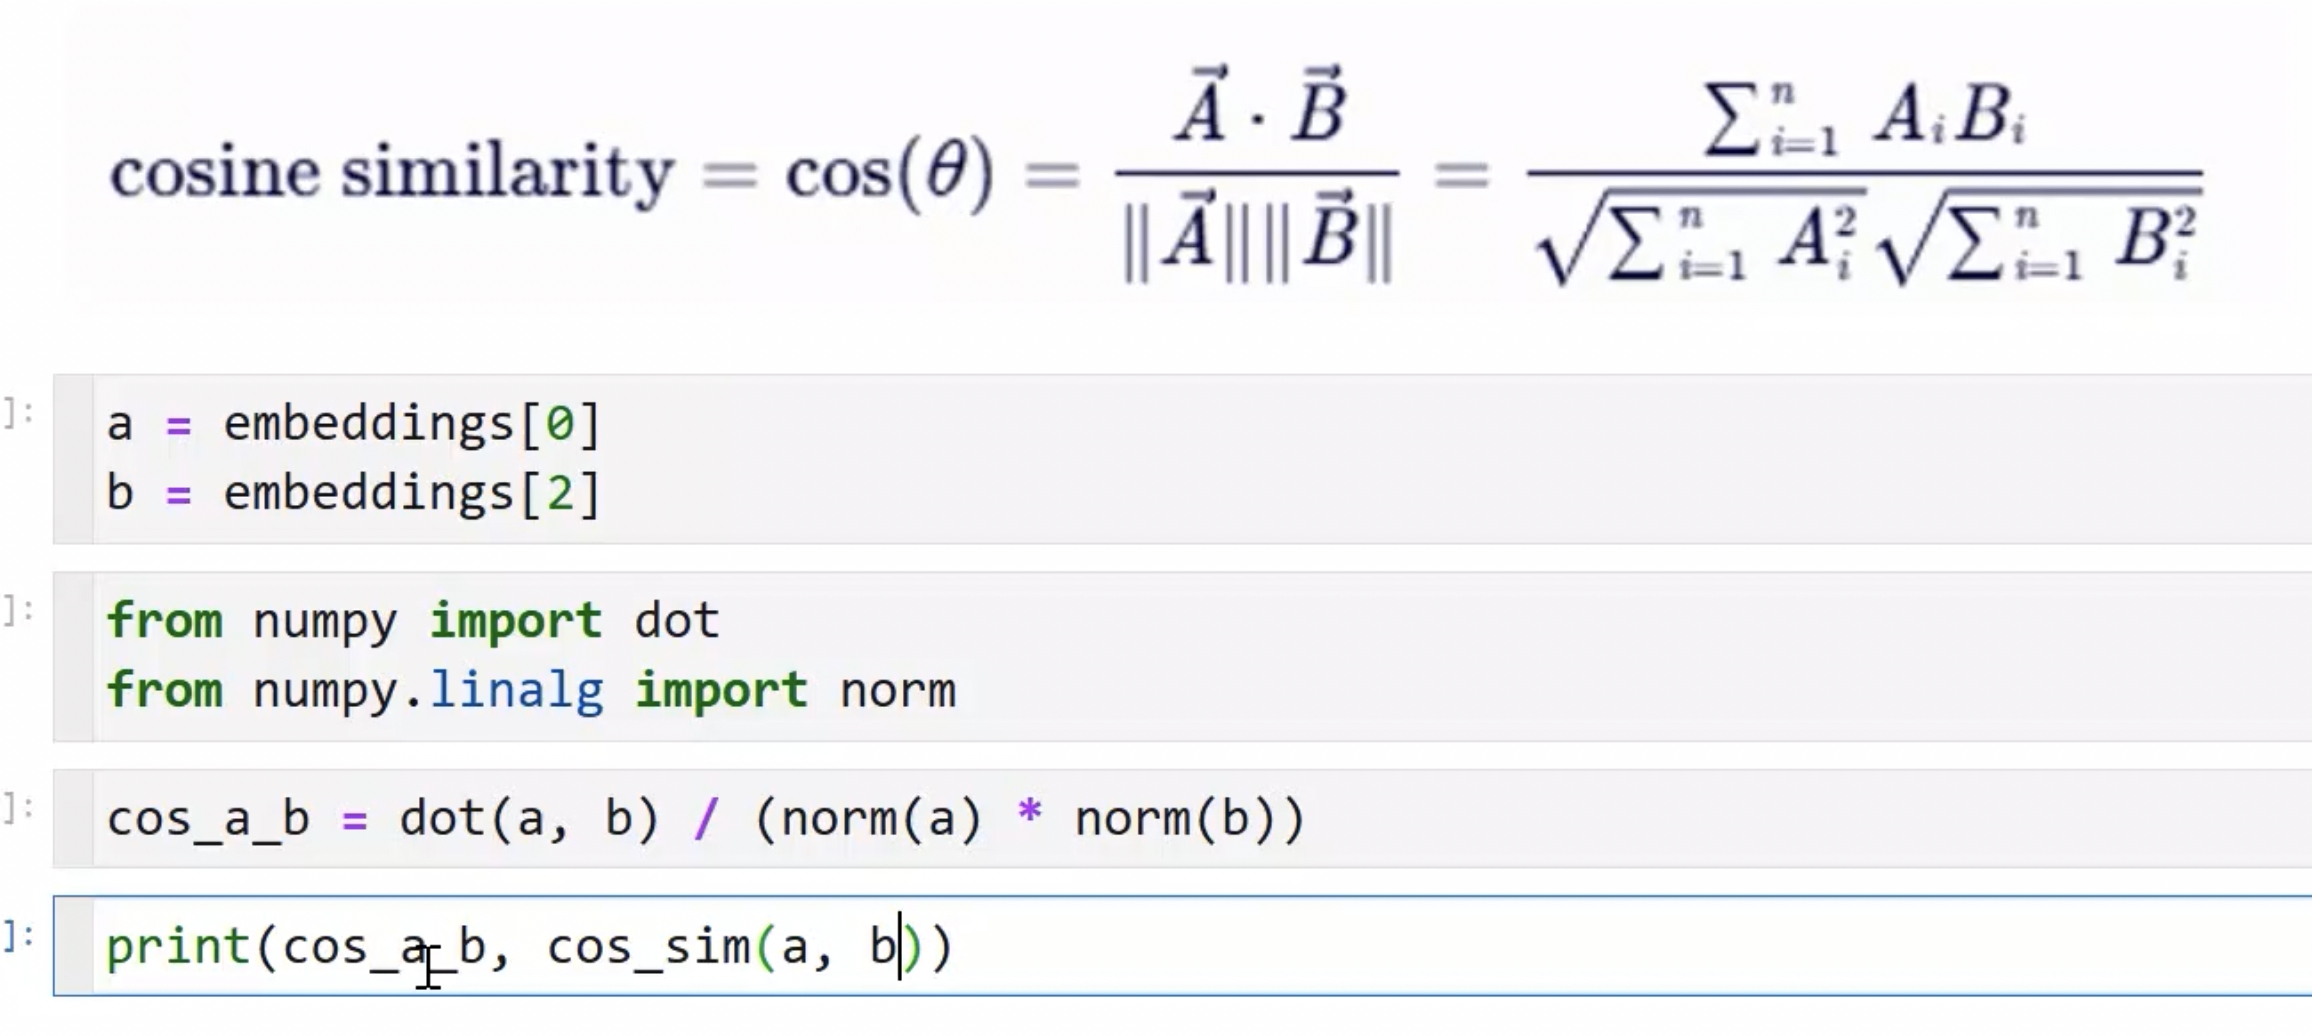 cosine similarity = cos(θ) = \frac{\vec{A} \cdot \vec{B}}{\|\vec{A}\| \|\vec{B}\|} = \frac{\sum_{i=1}^{n} A_i B_i}{\sqrt{\sum_{i=1}^{n} A_i^2} \sqrt{\sum_{i=1}^{n} B_i^2}}
]:
a = embeddings[0]
b = embeddings[2]
]:
from numpy import dot
from numpy.linalg import norm
]:
cos_a_b = dot(a, b) / (norm(a) * norm(b))
]:
print(cos_a_b, cos_sim(a, b))